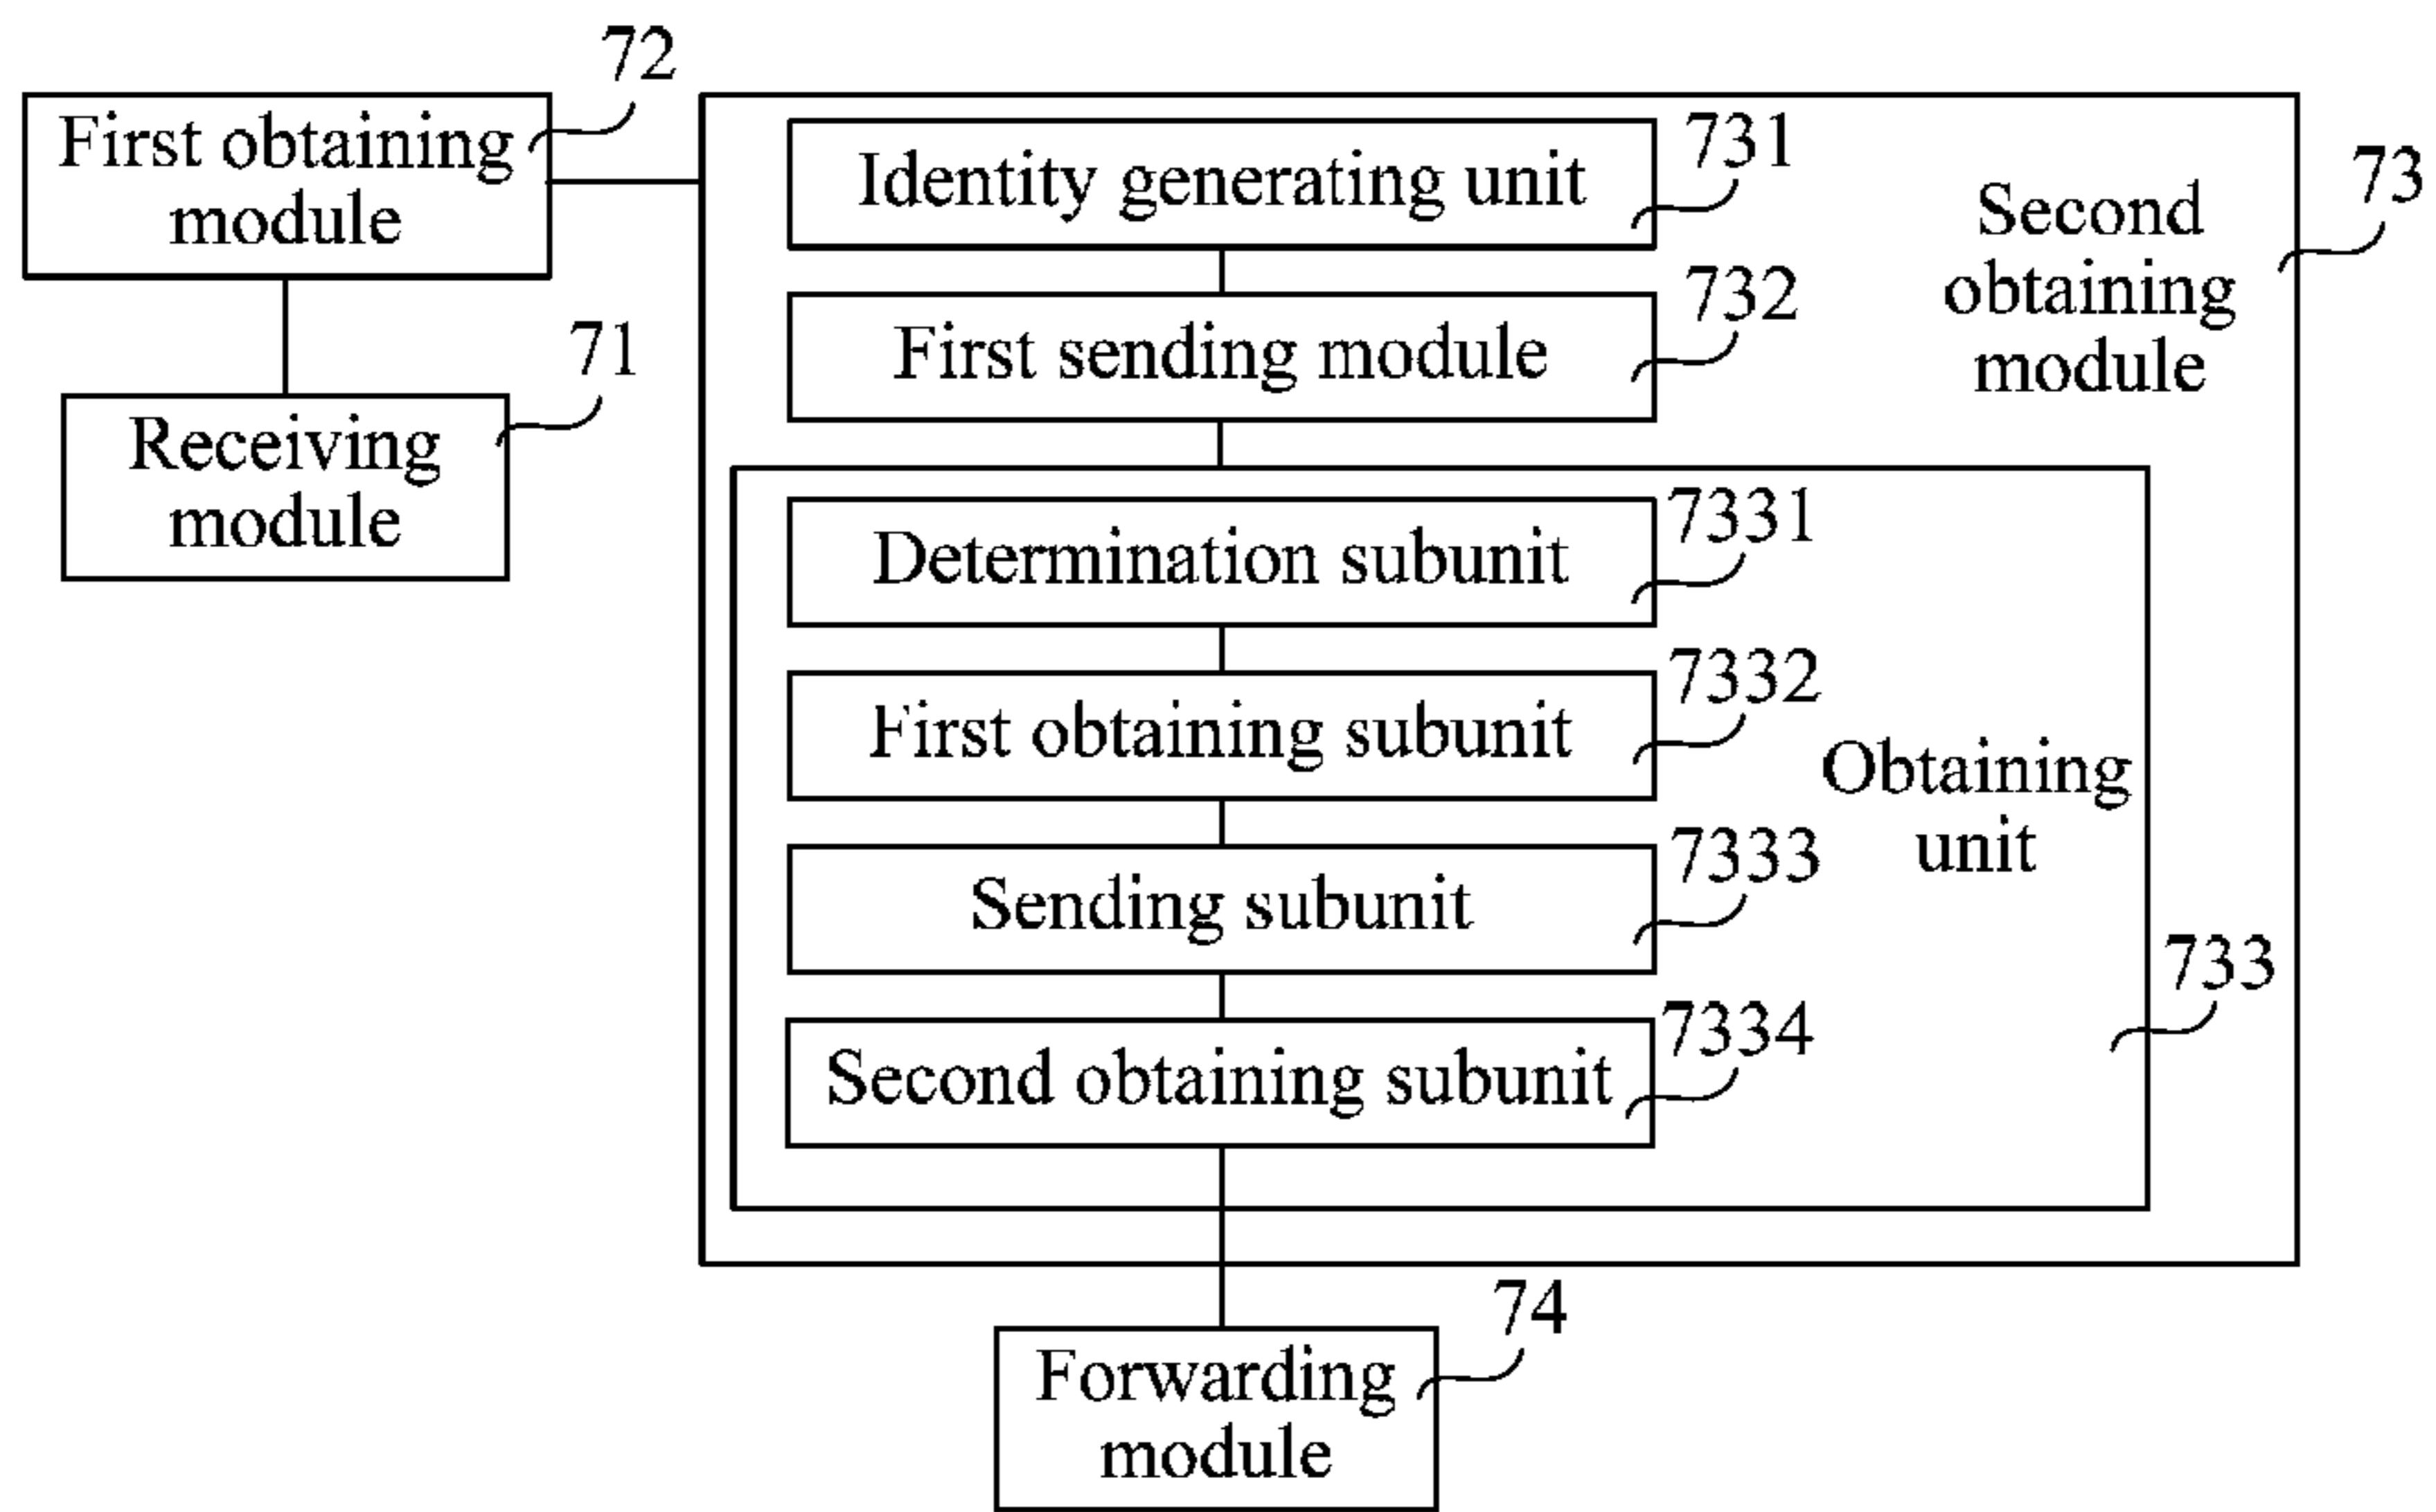 72
First obtaining
module
71
Receiving
module
731
Identity generating unit
732
First sending module
73
Second
obtaining
module
7331
Determination subunit
7332
First obtaining subunit
7333
Sending subunit
7334
Second obtaining subunit
Obtaining
unit
733
74
Forwarding
module